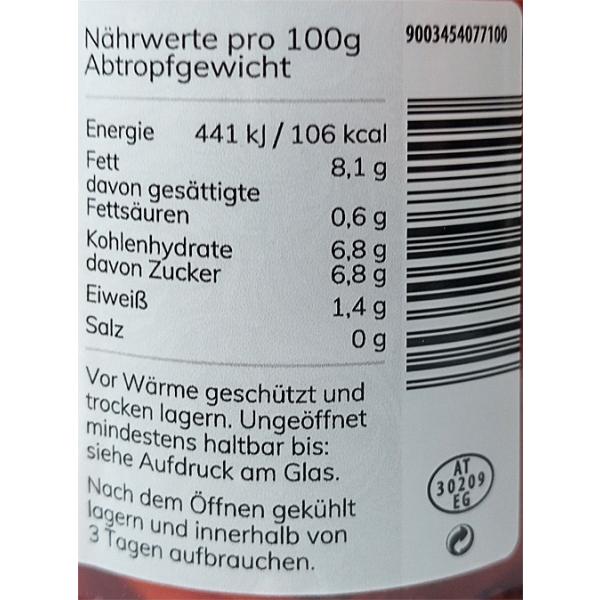 Nährwerte pro 100g
Abtropfgewicht
9003454077100
Energie 441 kJ / 106 kcal
Fett 8,1 g
davon gesättigte
Fettsäuren 0,6 g
Kohlenhydrate 6,8 g
davon Zucker 6,8 g
Eiweiß 1,4 g
Salz 0 g
Vor Wärme geschützt und
trocken lagern. Ungeöffnet
mindestens haltbar bis:
siehe Aufdruck am Glas.
Nach dem Öffnen gekühlt
lagern und innerhalb von
3 Tagen aufbrauchen.
AT
30209
EG